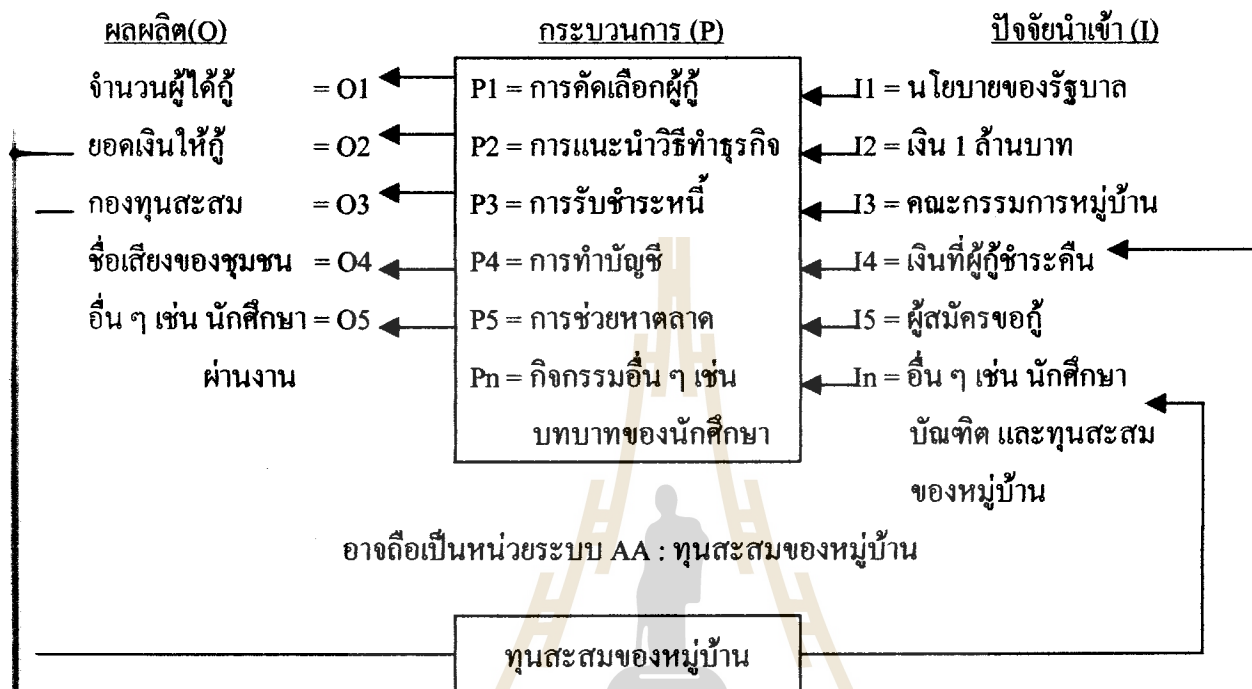 ผลผลิต(O) กระบวนการ (P) ปัจจัยนำเข้า (I)
จำนวนผู้ได้กู้ = O1 P1 = การคัดเลือกผู้กู้ I1 = นโยบายของรัฐบาล
ยอดเงินให้กู้ = O2 P2 = การแนะนำวิธีทำธุรกิจ I2 = เงิน 1 ล้านบาท
กองทุนสะสม = O3 P3 = การรับชำระหนี้ I3 = คณะกรรมการหมู่บ้าน
ชื่อเสียงของชุมชน = O4 P4 = การทำบัญชี I4 = เงินที่ผู้กู้ชำระคืน
อื่น ๆ เช่น นักศึกษา = O5 P5 = การช่วยหาตลาด I5 = ผู้สมัครขอกู้
ผ่านงาน Pn = กิจกรรมอื่น ๆ เช่น In = อื่น ๆ เช่น นักศึกษา
บทบาทของนักศึกษา บัณฑิต และทุนสะสม
ของหมู่บ้าน
อาจถือเป็นหน่วยระบบ AA : ทุนสะสมของหมู่บ้าน
ทุนสะสมของหมู่บ้าน